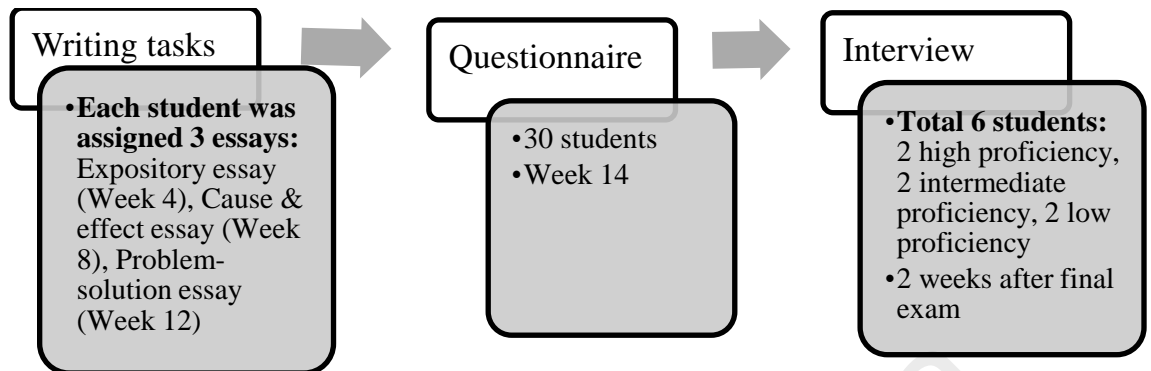 Writing tasks
•Each student was
assigned 3 essays:
Expository essay
(Week 4), Cause &
effect essay (Week
8), Problem-
solution essay
(Week 12)
Questionnaire
•30 students
•Week 14
Interview
•Total 6 students:
2 high proficiency,
2 intermediate
proficiency, 2 low
proficiency
•2 weeks after final
exam